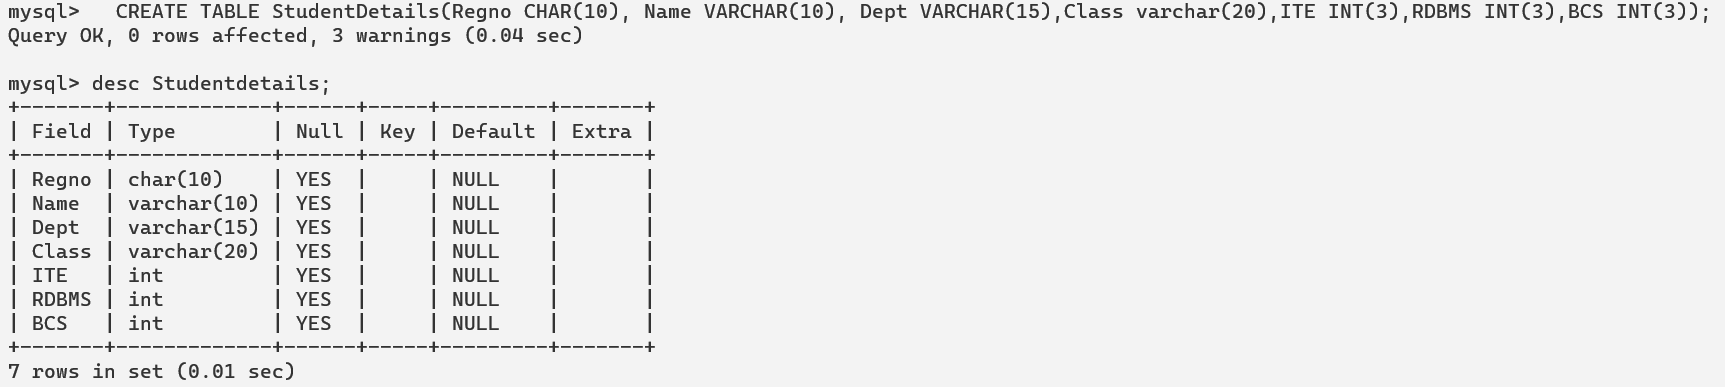 mysql>   CREATE TABLE StudentDetails(Regno CHAR(10), Name VARCHAR(10), Dept VARCHAR(15),Class varchar(20),ITE INT(3),RDBMS INT(3),BCS INT(3));
Query OK, 0 rows affected, 3 warnings (0.04 sec)

mysql> desc Studentdetails;
+-------+-------------+------+-----+---------+-------+
| Field | Type        | Null | Key | Default | Extra |
+-------+-------------+------+-----+---------+-------+
| Regno | char(10)    | YES  |     | NULL    |       |
| Name  | varchar(10) | YES  |     | NULL    |       |
| Dept  | varchar(15) | YES  |     | NULL    |       |
| Class | varchar(20) | YES  |     | NULL    |       |
| ITE   | int         | YES  |     | NULL    |       |
| RDBMS | int         | YES  |     | NULL    |       |
| BCS   | int         | YES  |     | NULL    |       |
+-------+-------------+------+-----+---------+-------+
7 rows in set (0.01 sec)